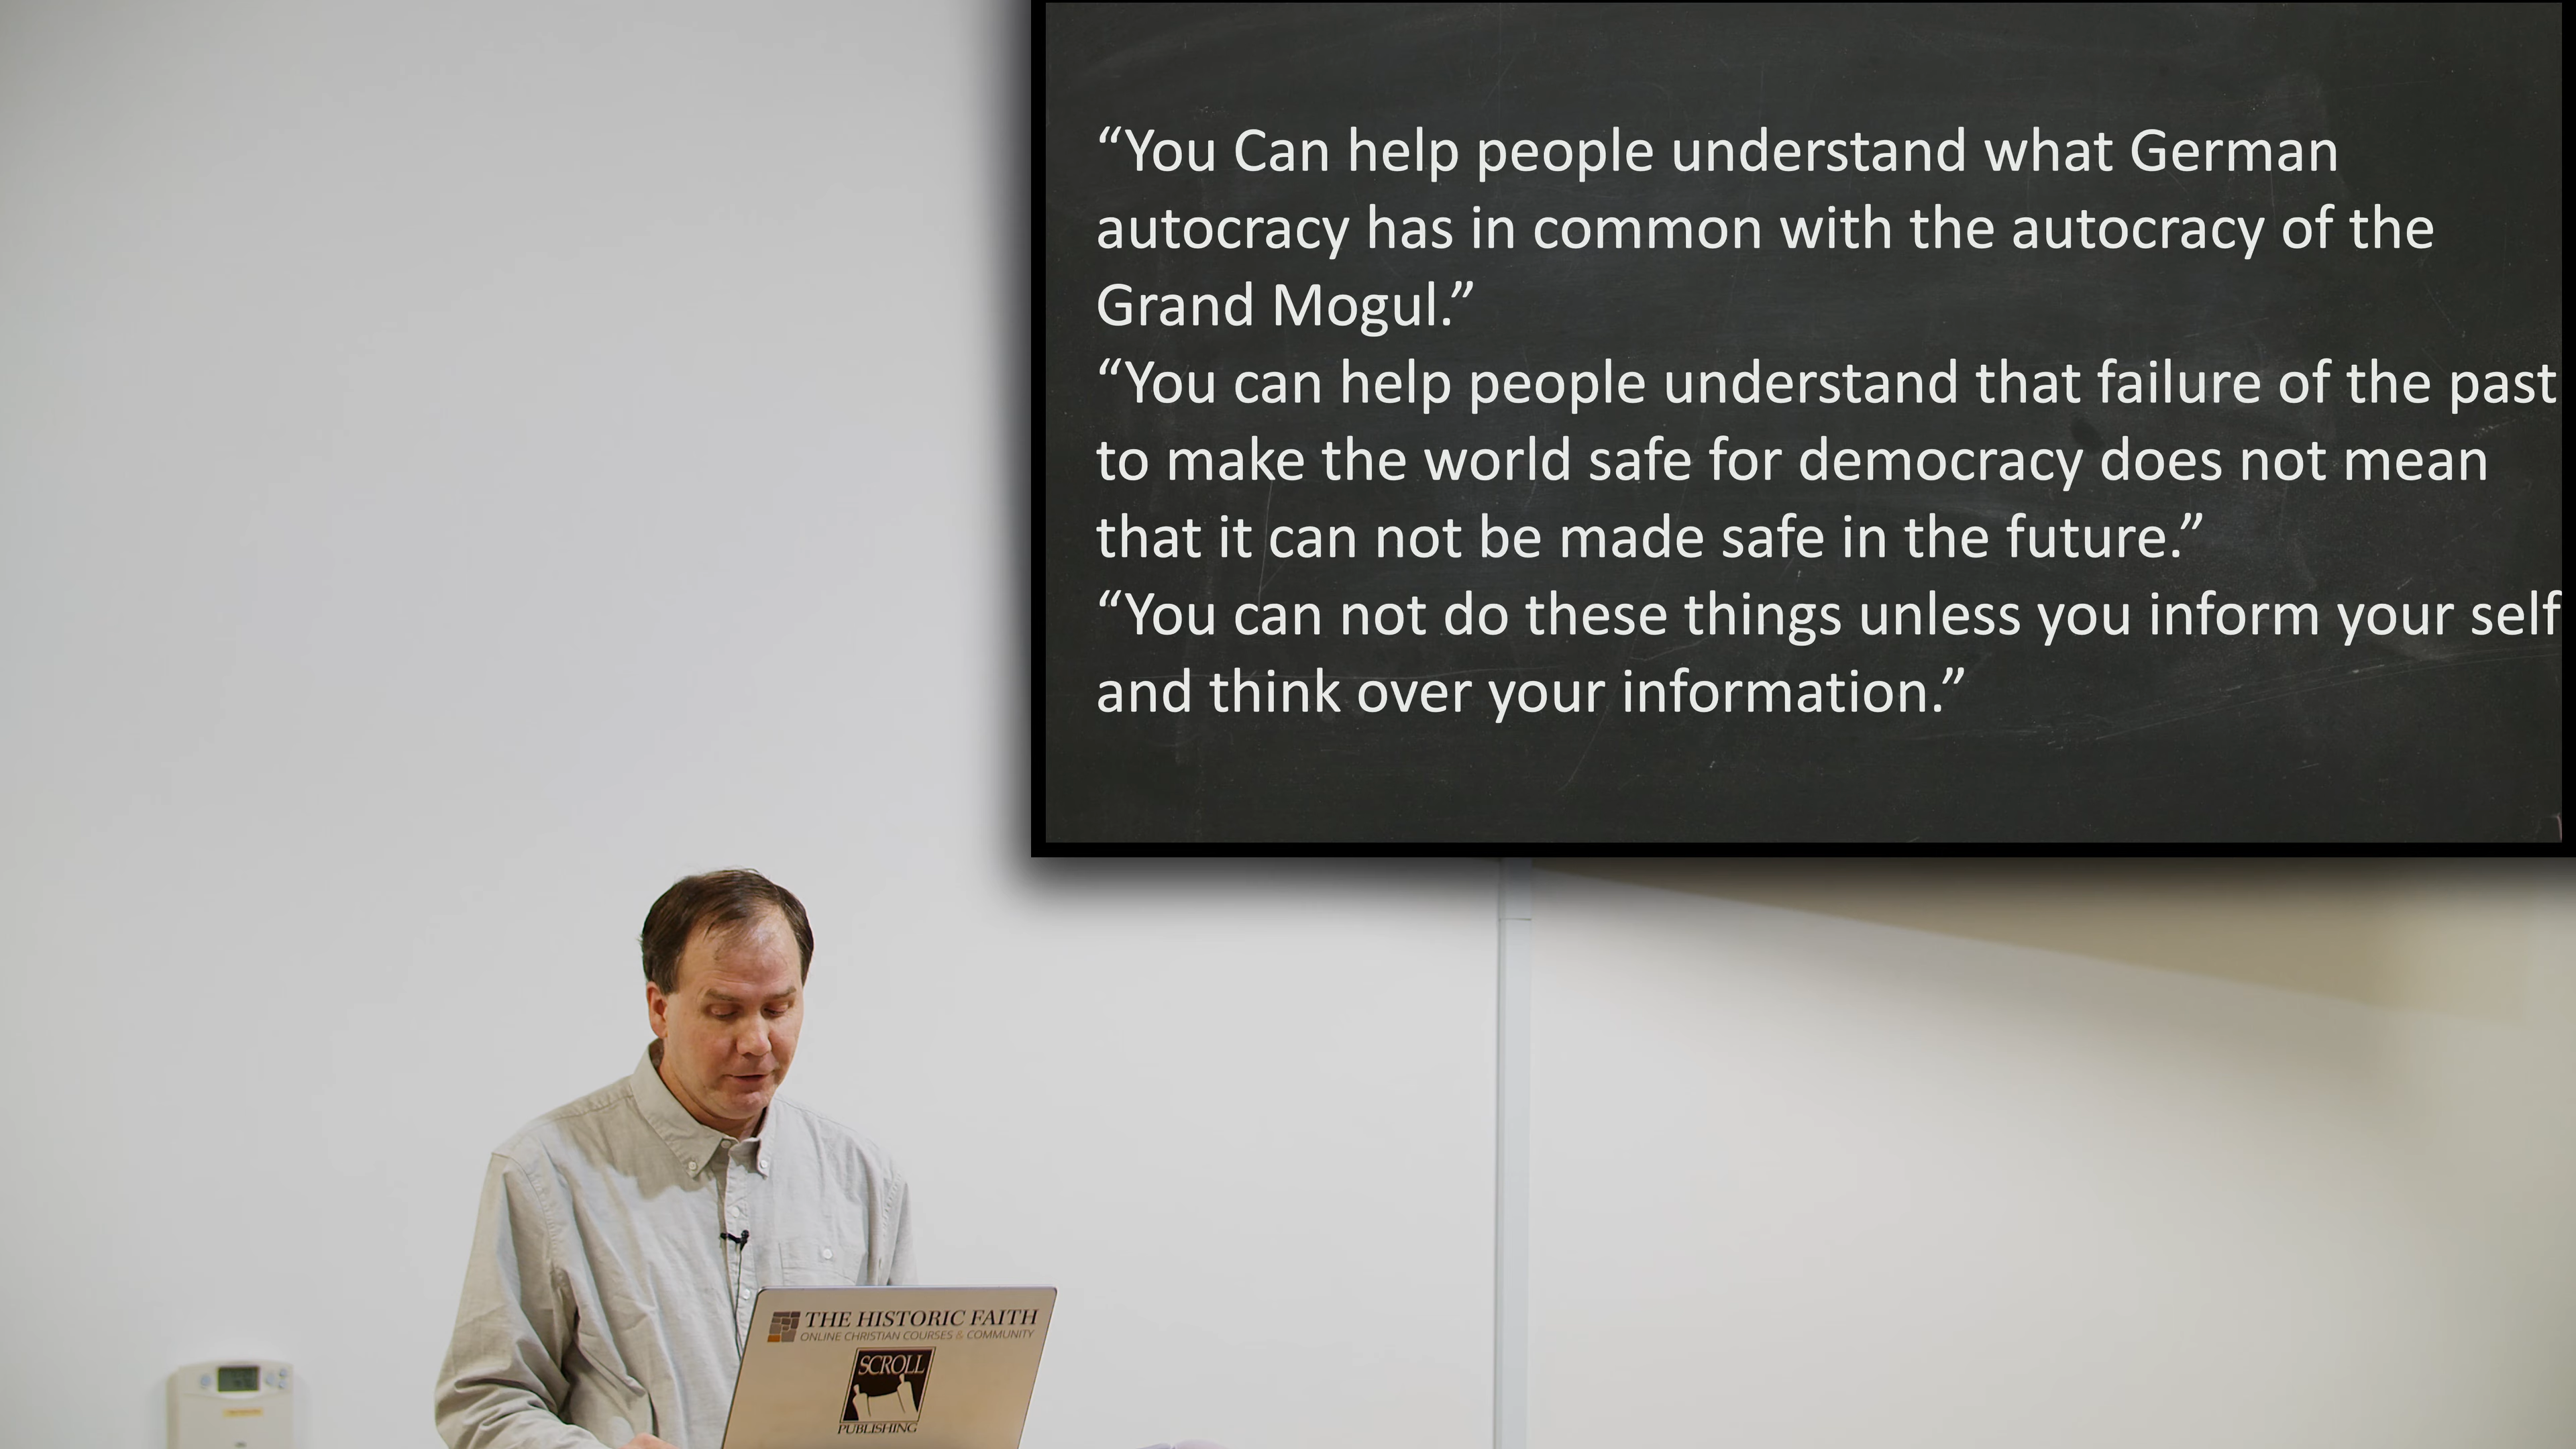 “You Can help people understand what German
autocracy has in common with the autocracy of the
Grand Mogul.”
“You can help people understand that failure of the past
to make the world safe for democracy does not mean
that it can not be made safe in the future.”
“You can not do these things unless you inform your self
and think over your information.”
THE HISTORIC FAITH
ONLINE CHRISTIAN COURSES & COMMUNITY
SCROLL
PUBLISHING